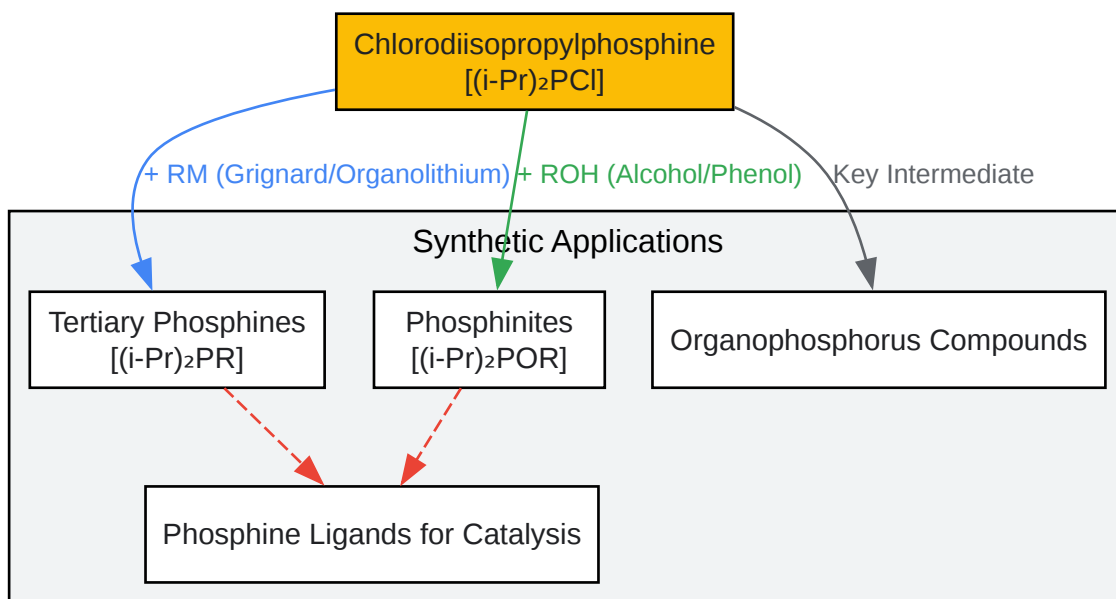 Chlorodiisopropylphosphine
[(i-Pr)₂PCl]
+ RM (Grignard/Organolithium)
+ ROH (Alcohol/Phenol)
Key Intermediate
Synthetic Applications
Tertiary Phosphines
[(i-Pr)₂PR]
Phosphinites
[(i-Pr)₂POR]
Organophosphorus Compounds
Phosphine Ligands for Catalysis